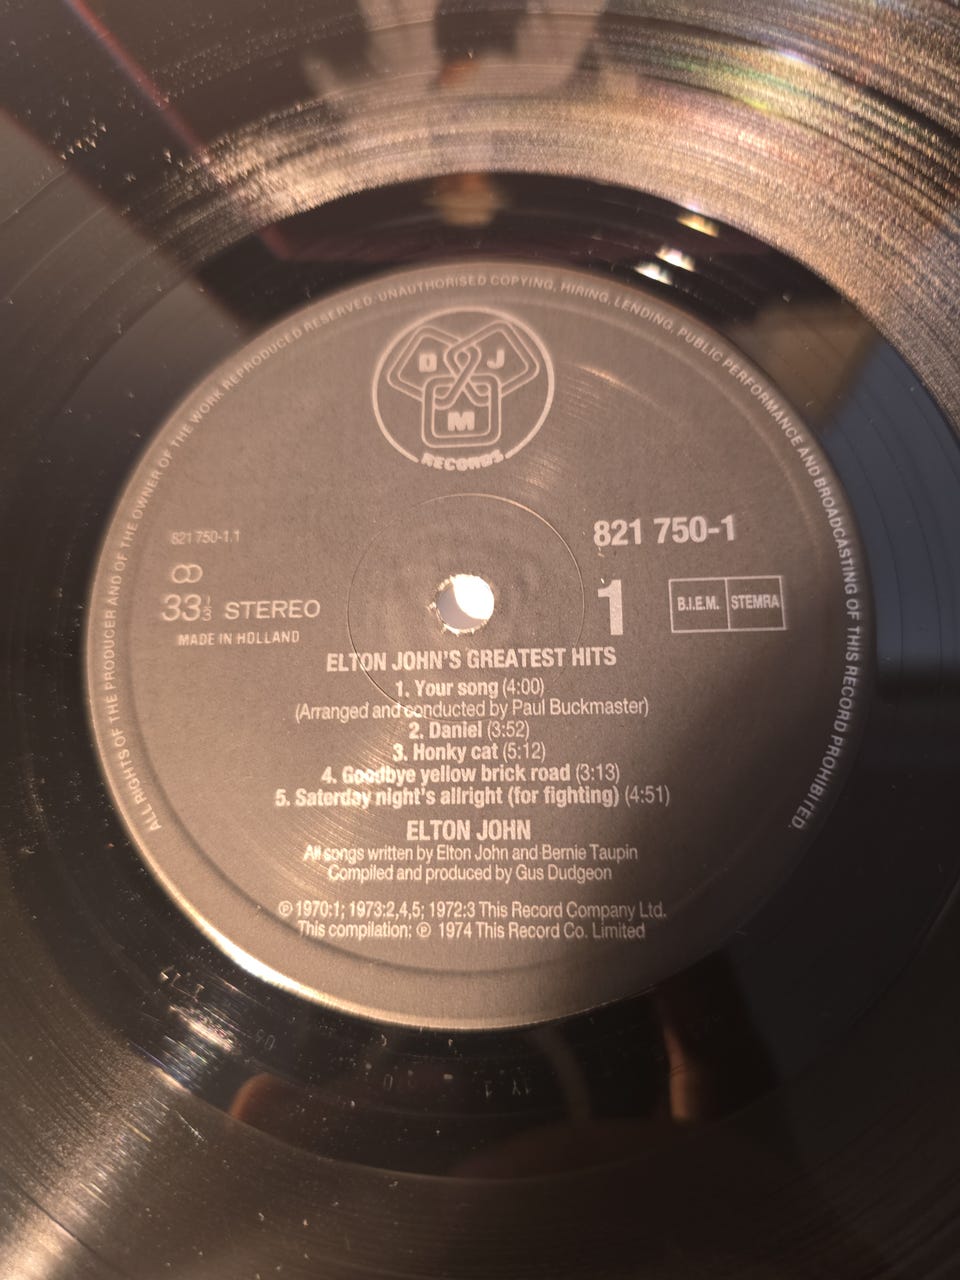 ALL RIGHTS OF THE PRODUCER AND OF THE OWNER OF THE WORK REPRODUCED RESERVED. UNAUTHORISED COPYING, HIRING, LENDING, PUBLIC PERFORMANCE AND BROADCASTING OF THIS RECORD PROHIBITED.
D J
M
RECORDS
821 750-1.1
821 750-1
33 1/3 STEREO
1
B.I.E.M. STEMRA
MADE IN HOLLAND
ELTON JOHN'S GREATEST HITS
1. Your song (4:00)
(Arranged and conducted by Paul Buckmaster)
2. Daniel (3:52)
3. Honky cat (5:12)
4. Goodbye yellow brick road (3:13)
5. Saterday night's allright (for fighting) (4:51)
ELTON JOHN
All songs written by Elton John and Bernie Taupin
Compiled and produced by Gus Dudgeon
℗ 1970:1; 1973:2,4,5; 1972:3 This Record Company Ltd.
This compilation: ℗ 1974 This Record Co. Limited